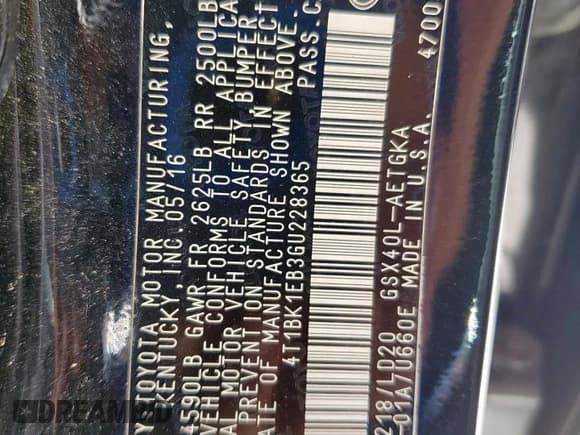 TOYOTA MOTOR MANUFACTURING,
KENTUCKY, INC. 05/16
4590LB GAWR FR 2625LB RR 2500LB
VEHICLE CONFORMS TO ALL APPLICA
AL MOTOR VEHICLE SAFETY, BUMPER
PREVENTION STANDARDS IN EFFECT
ATE OF MANUFACTURE SHOWN ABOVE.
4T1BK1EB3GU228365 PASS.C
218/LD20 GSX40L-AETGKA
01A/U660E MADE IN U.S.A. 4700
DREAMBID